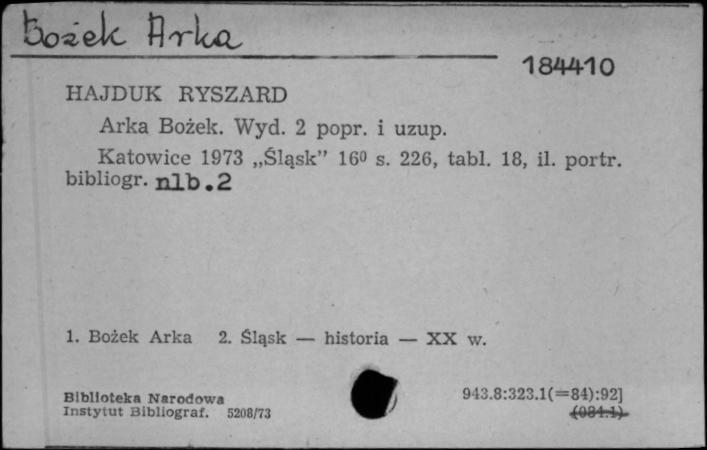 Bożek Arka
184410
HAJDUK RYSZARD
Arka Bożek. Wyd. 2 popr. i uzup.
Katowice 1973 „Śląsk” 16⁰ s. 226, tabl. 18, il. portr.
bibliogr. nlb.2
1. Bożek Arka 2. Śląsk — historia — XX w.
Biblioteka Narodowa
Instytut Bibliograf. 5208/73
943.8:323.1(=84):92]
(084.1)